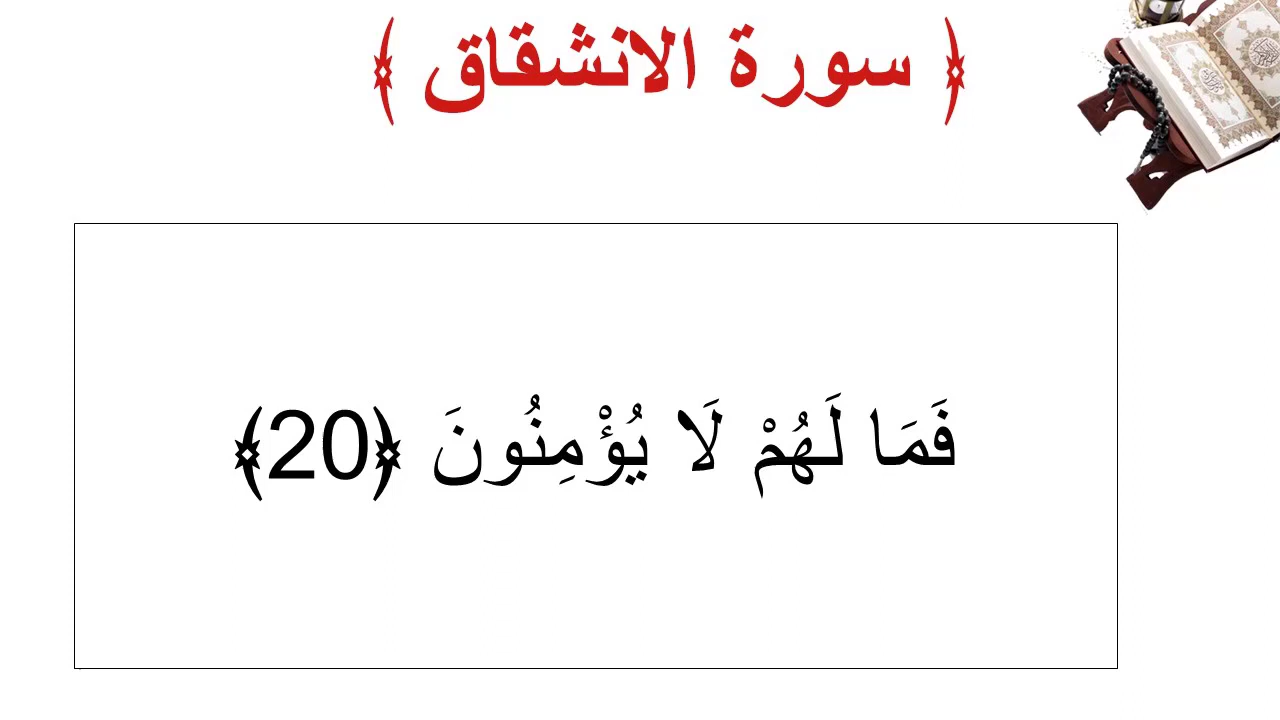 ﴿ سورة الانشقاق ﴾
فَمَا لَهُمْ لَا يُؤْمِنُونَ ﴿20﴾